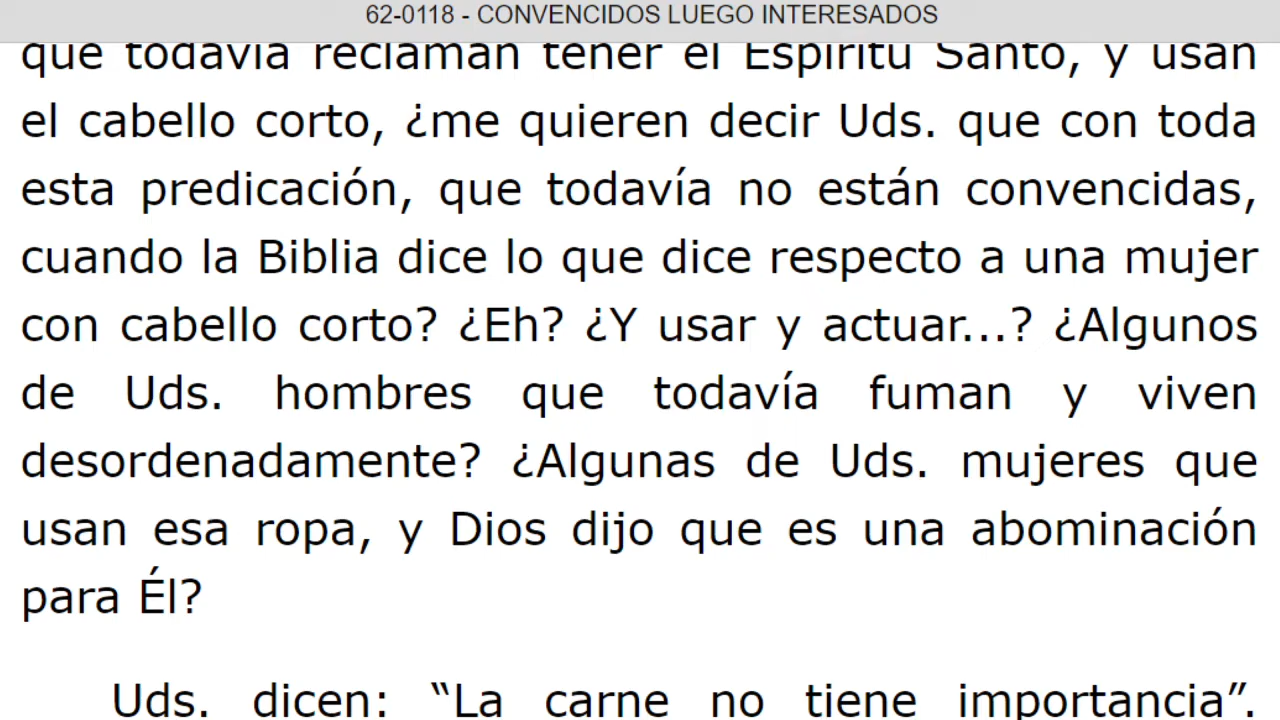 62-0118 - CONVENCIDOS LUEGO INTERESADOS
que todavía reclaman tener el Espíritu Santo, y usan
el cabello corto, ¿me quieren decir Uds. que con toda
esta predicación, que todavía no están convencidas,
cuando la Biblia dice lo que dice respecto a una mujer
con cabello corto? ¿Eh? ¿Y usar y actuar...? ¿Algunos
de Uds. hombres que todavía fuman y viven
desordenadamente? ¿Algunas de Uds. mujeres que
usan esa ropa, y Dios dijo que es una abominación
para Él?
Uds. dicen: “La carne no tiene importancia”.